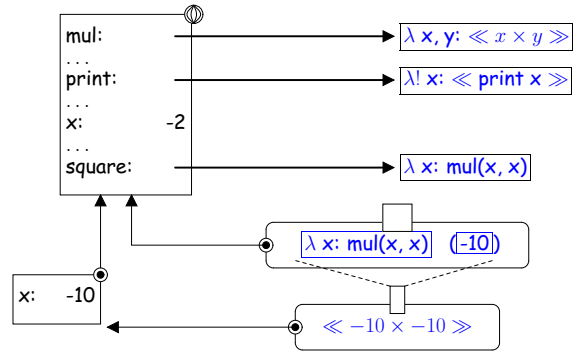 mul:
λ x, y: ≪ x × y ≫
...
print:
λ! x: ≪ print x ≫
...
x: -2
...
square:
λ x: mul(x, x)
λ x: mul(x, x) (-10)
x: -10
≪ −10 × −10 ≫